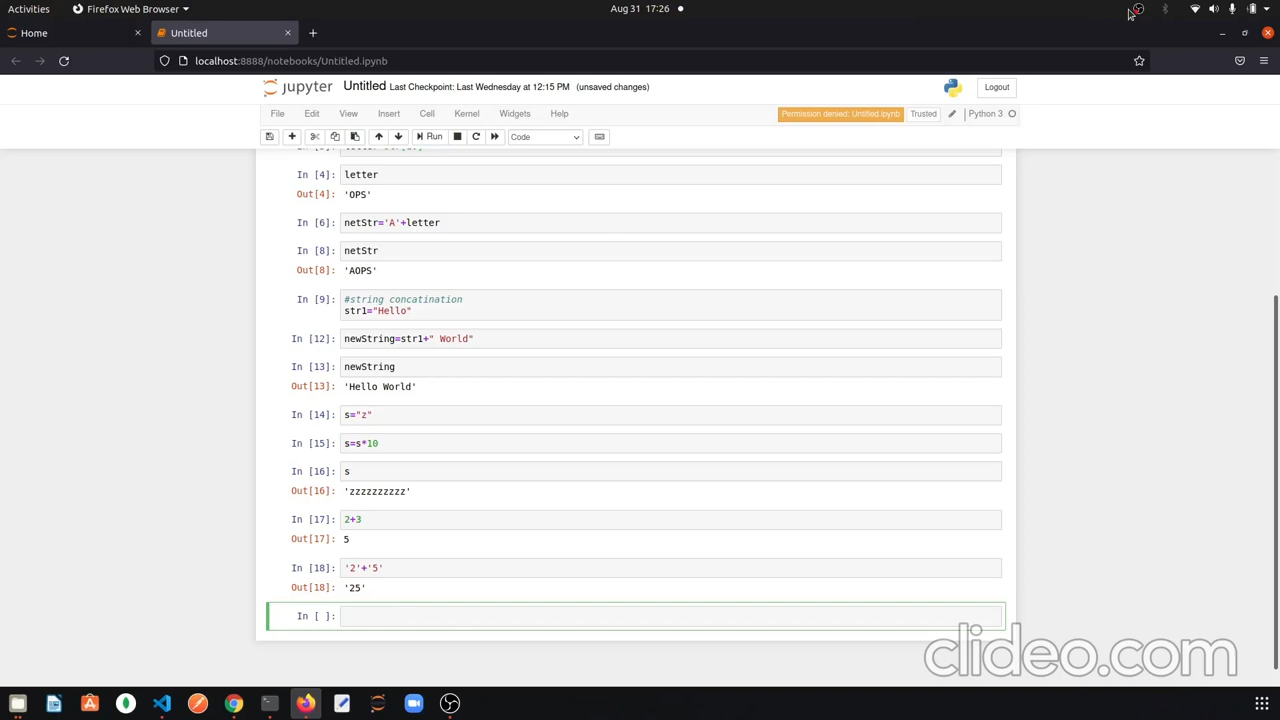 Activities
Firefox Web Browser
Aug 31 17:26
Home
Untitled
localhost:8888/notebooks/Untitled.ipynb
jupyter Untitled Last Checkpoint: Last Wednesday at 12:15 PM (unsaved changes)
Logout
File Edit View Insert Cell Kernel Widgets Help
Permission denied: Untitled.ipynb
Trusted
Python 3
Run
Code
In [4]: letter
Out[4]: 'OPS'
In [6]: netStr='A'+letter
In [8]: netStr
Out[8]: 'AOPS'
In [9]: #string concatination
str1="Hello"
In [12]: newString=str1+" World"
In [13]: newString
Out[13]: 'Hello World'
In [14]: s="z"
In [15]: s=s*10
In [16]: s
Out[16]: 'zzzzzzzzzz'
In [17]: 2+3
Out[17]: 5
In [18]: '2'+'5'
Out[18]: '25'
In [ ]:
clideo.com